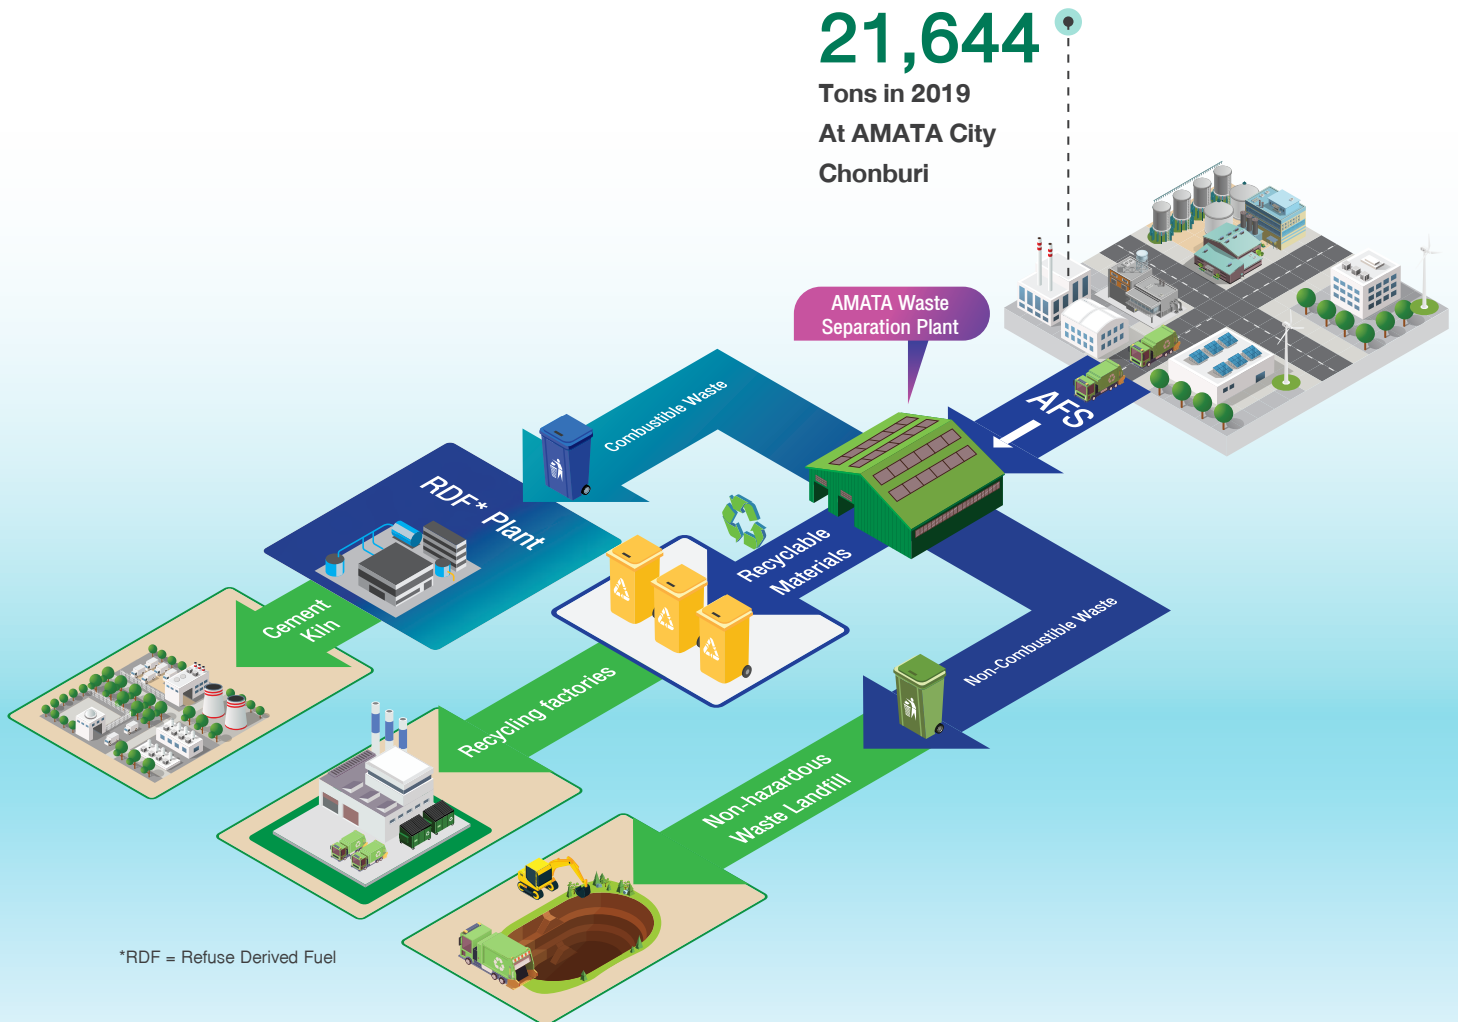 21,644
Tons in 2019
At AMATA City
Chonburi
AMATA Waste
Separation Plant
AFS
Combustible Waste
RDF* Plant
Recyclable
Materials
Non-Combustible Waste
Cement
Kiln
Recycling factories
Non-hazardous
Waste Landfill
*RDF = Refuse Derived Fuel